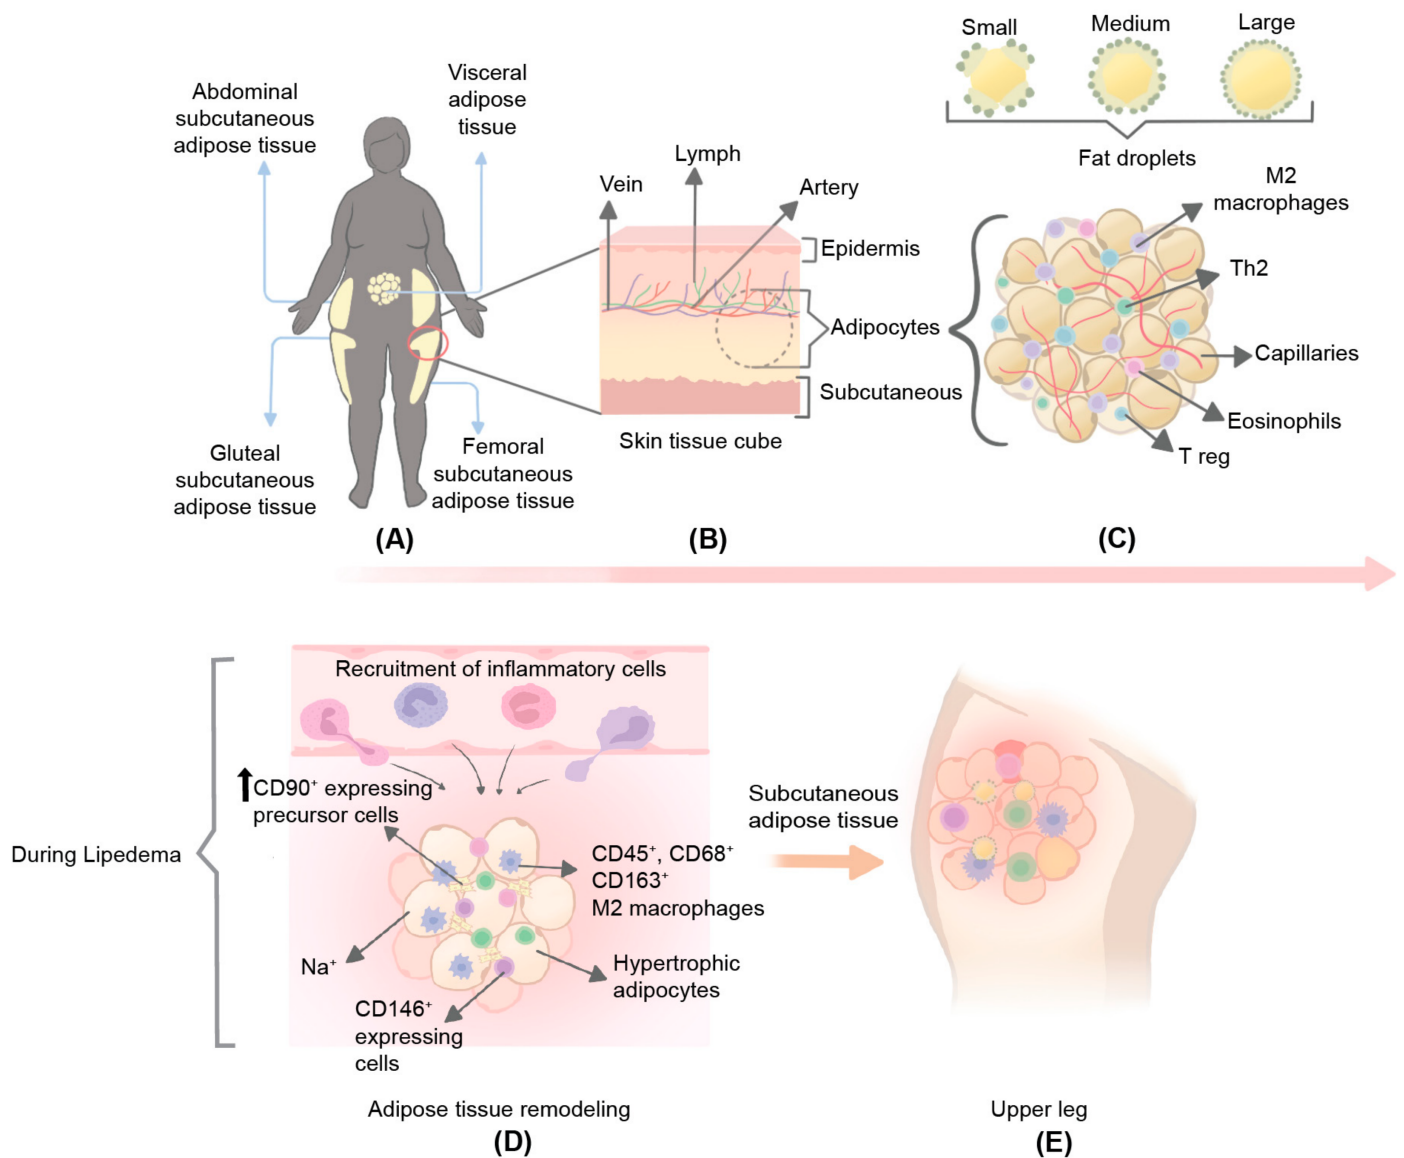 Abdominal
subcutaneous
adipose tissue
Visceral
adipose
tissue
Gluteal
subcutaneous
adipose tissue
Femoral
subcutaneous
adipose tissue
(A)
Vein
Lymph
Artery
Epidermis
Adipocytes
Subcutaneous
Skin tissue cube
(B)
Small
Medium
Large
Fat droplets
M2
macrophages
Th2
Capillaries
Eosinophils
T reg
(C)
During Lipedema
Recruitment of inflammatory cells
CD90⁺ expressing
precursor cells
CD45⁺, CD68⁺
CD163⁺
M2 macrophages
Na⁺
Hypertrophic
adipocytes
CD146⁺
expressing
cells
Adipose tissue remodeling
(D)
Subcutaneous
adipose tissue
Upper leg
(E)